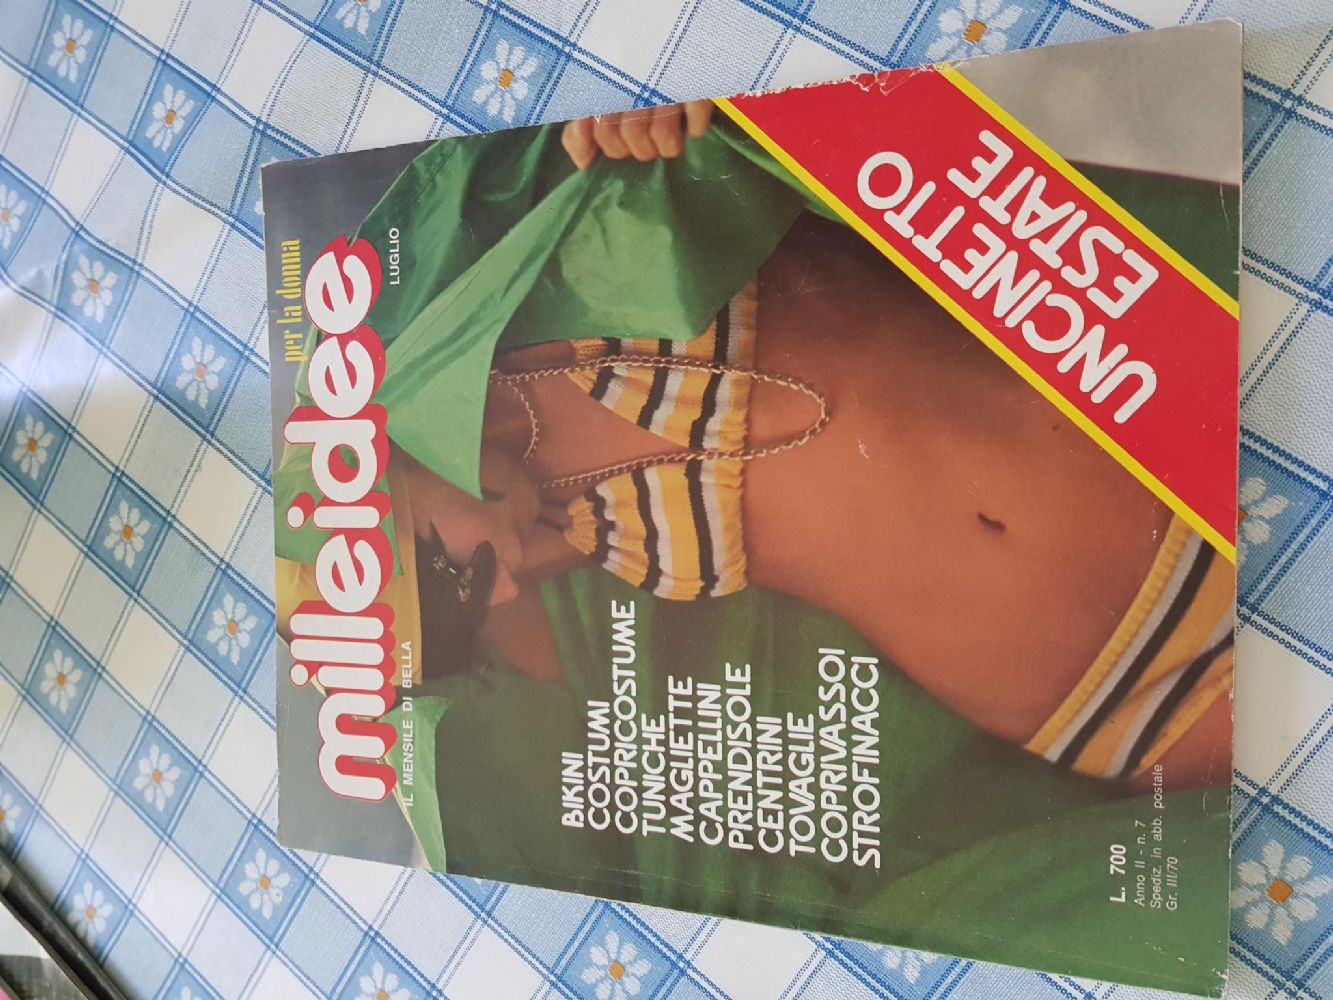 per la donna
milleidee
IL MENSILE DI BELLA
LUGLIO
BIKINI
COSTUMI
COPRICOSTUME
TUNICHE
MAGLIETTE
CAPPELLINI
PRENDISOLE
CENTRINI
TOVAGLIE
COPRIVASSOI
STROFINACCI
UNCINETTO
ESTATE
L. 700
Anno II - n. 7
Spediz. in abb. postale
Gr. III/70